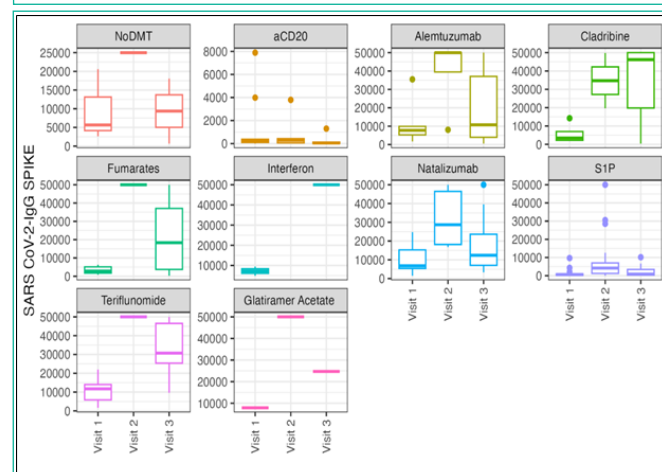 SARS CoV-2-IgG SPIKE
NoDMT
25000
20000
15000
10000
5000
0
aCD20
8000
6000
4000
2000
0
Alemtuzumab
50000
40000
30000
20000
10000
0
Cladribine
50000
40000
30000
20000
10000
0
Fumarates
50000
40000
30000
20000
10000
0
Interferon
50000
40000
30000
20000
10000
Natalizumab
50000
40000
30000
20000
10000
0
Visit 1
Visit 2
Visit 3
S1P
50000
40000
30000
20000
10000
0
Visit 1
Visit 2
Visit 3
Teriflunomide
50000
40000
30000
20000
10000
0
Visit 1
Visit 2
Visit 3
Glatiramer Acetate
50000
40000
30000
20000
10000
Visit 1
Visit 2
Visit 3